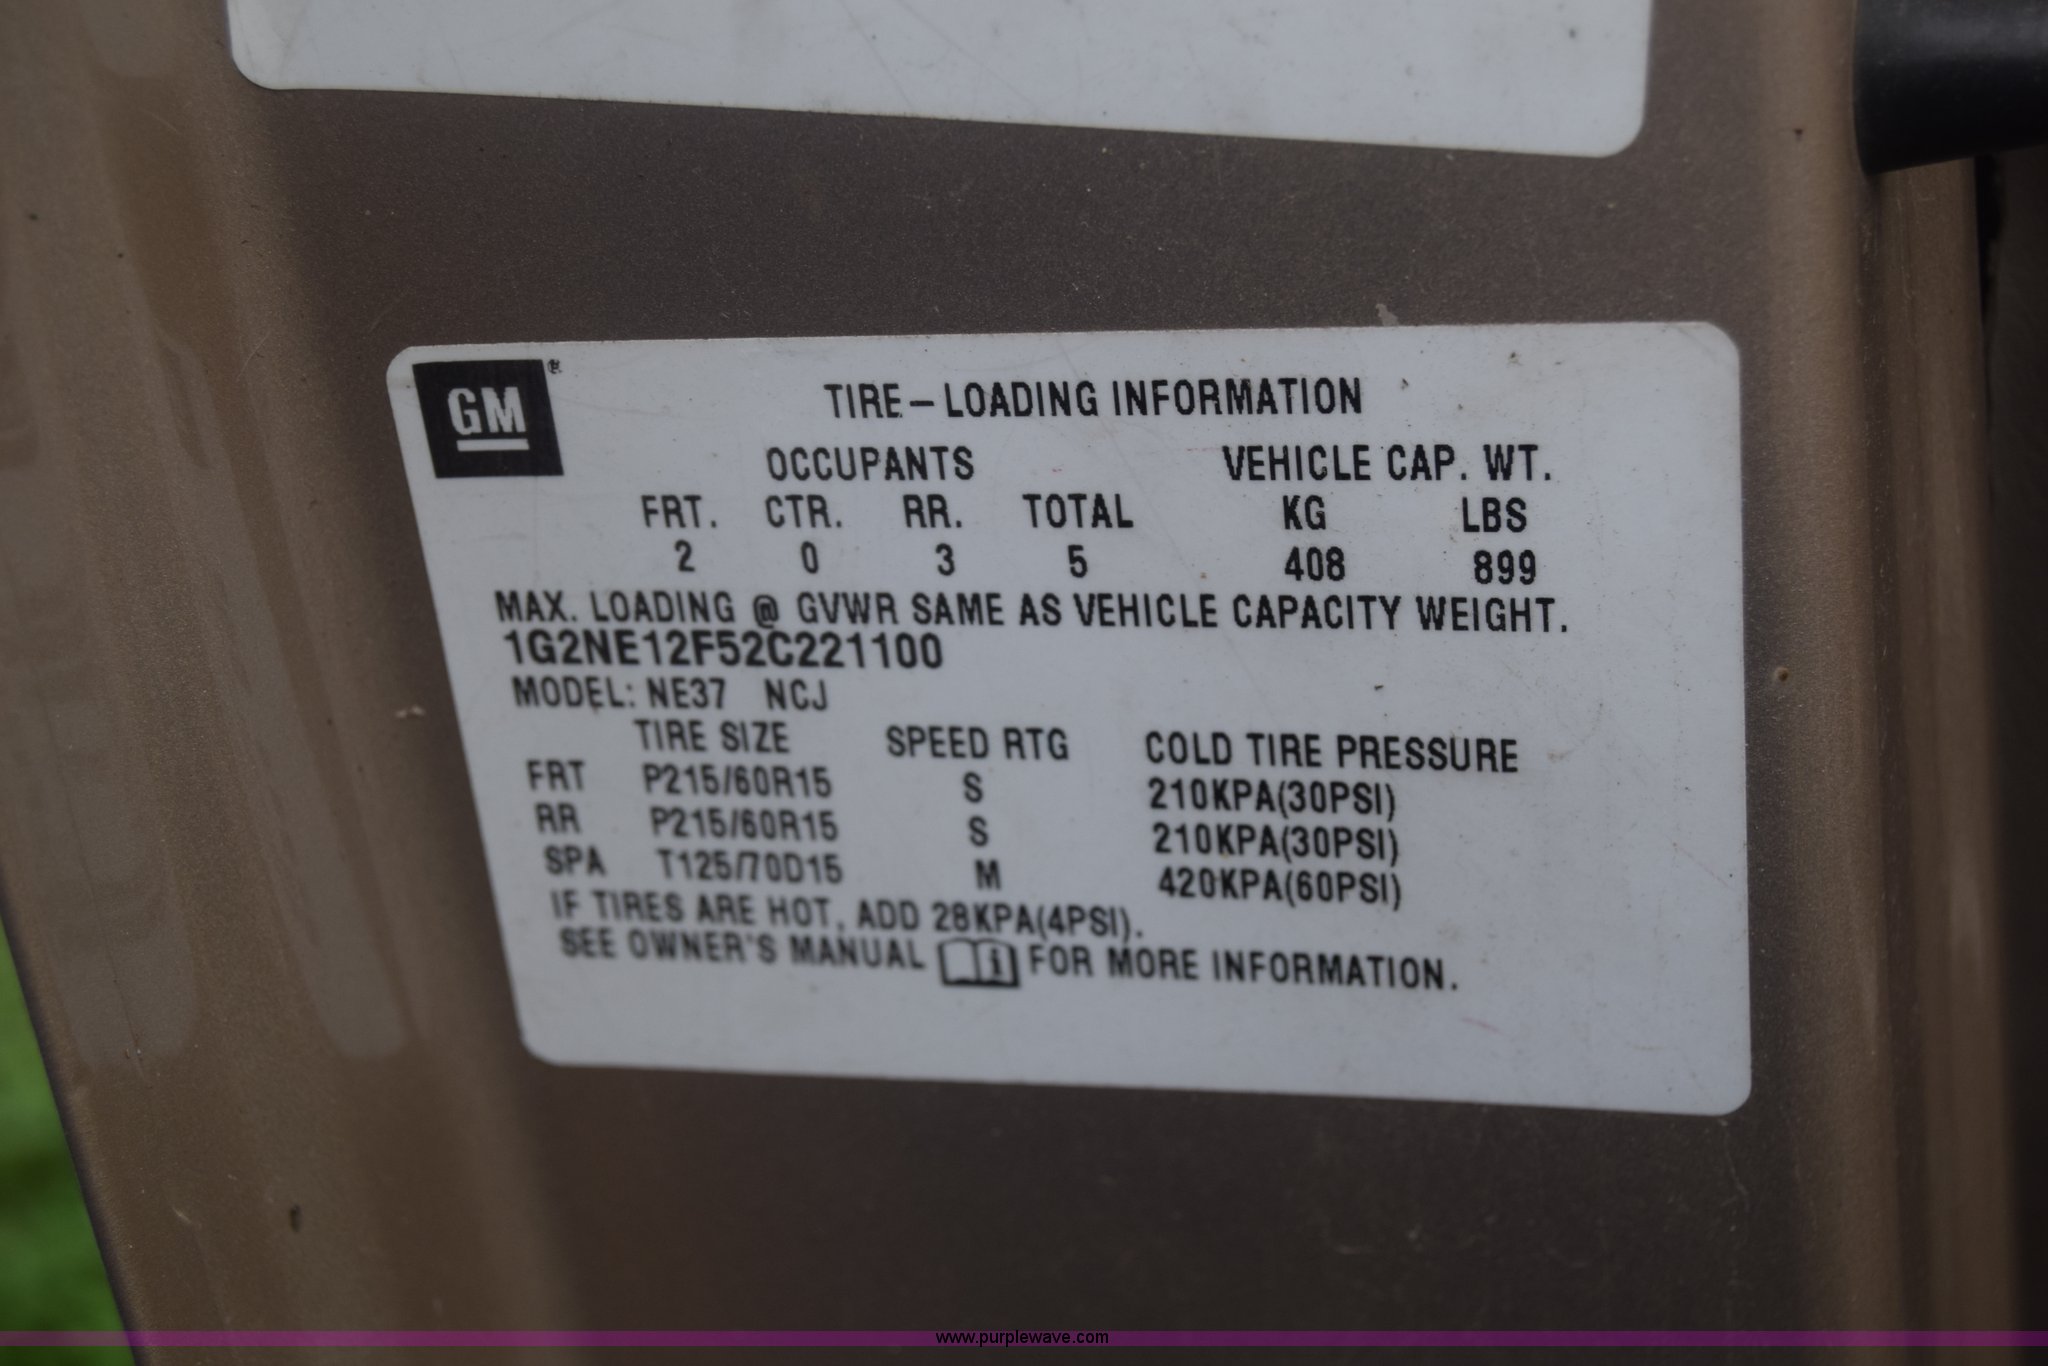 GM
TIRE – LOADING INFORMATION
OCCUPANTS VEHICLE CAP. WT.
FRT. CTR. RR. TOTAL KG LBS
2 0 3 5 408 899
MAX. LOADING @ GVWR SAME AS VEHICLE CAPACITY WEIGHT.
1G2NE12F52C221100
MODEL: NE37 NCJ
TIRE SIZE SPEED RTG COLD TIRE PRESSURE
FRT P215/60R15 S 210KPA(30PSI)
RR P215/60R15 S 210KPA(30PSI)
SPA T125/70D15 M 420KPA(60PSI)
IF TIRES ARE HOT, ADD 28KPA(4PSI).
SEE OWNER'S MANUAL FOR MORE INFORMATION.
www.purplewave.com